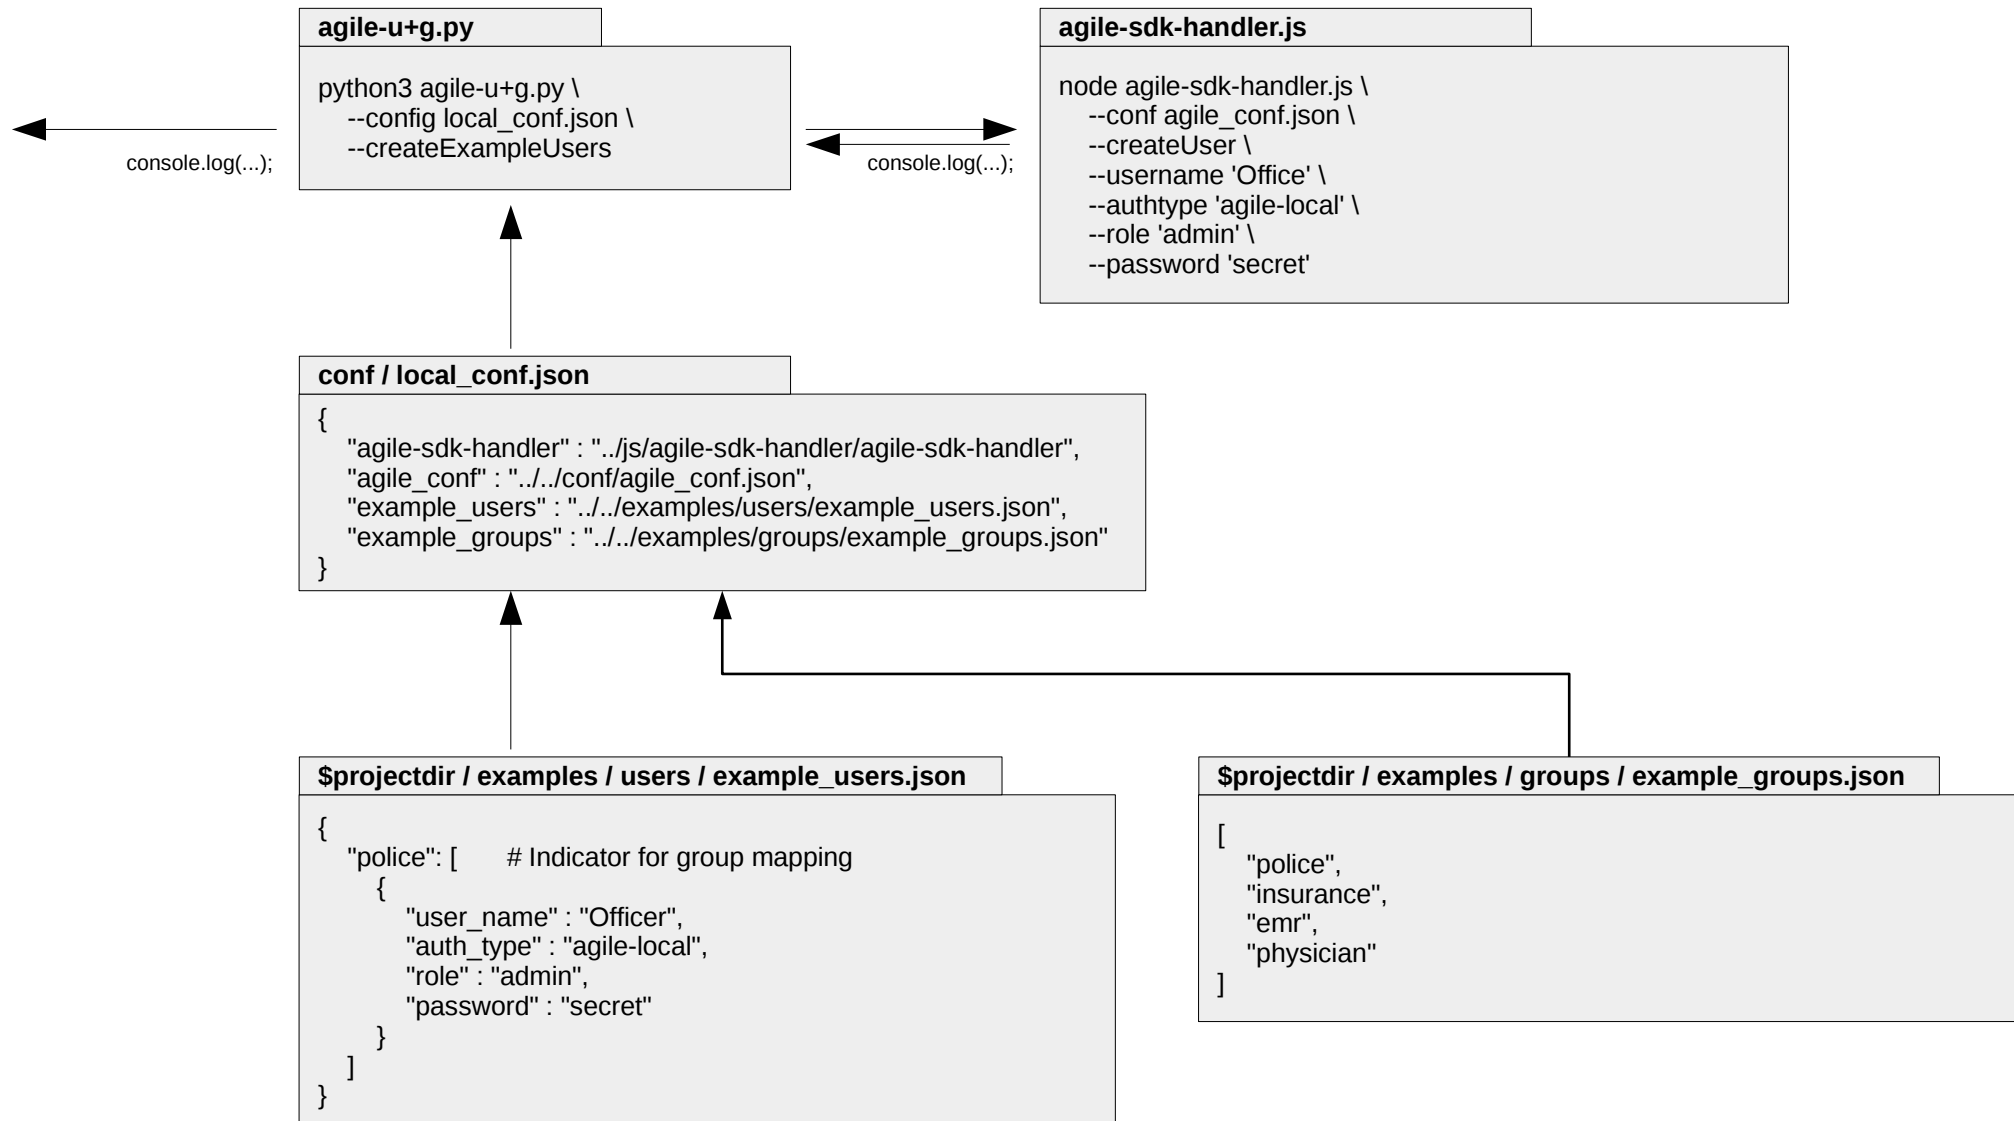 agile-u+g.py
python3 agile-u+g.py \
--config local_conf.json \
--createExampleUsers
console.log(...);
console.log(...);
agile-sdk-handler.js
node agile-sdk-handler.js \
--conf agile_conf.json \
--createUser \
--username 'Office' \
--authtype 'agile-local' \
--role 'admin' \
--password 'secret'
conf / local_conf.json
{
"agile-sdk-handler" : "../js/agile-sdk-handler/agile-sdk-handler",
"agile_conf" : "../../conf/agile_conf.json",
"example_users" : "../../examples/users/example_users.json",
"example_groups" : "../../examples/groups/example_groups.json"
}
$projectdir / examples / users / example_users.json
{
"police": [ # Indicator for group mapping
{
"user_name" : "Officer",
"auth_type" : "agile-local",
"role" : "admin",
"password" : "secret"
}
]
}
$projectdir / examples / groups / example_groups.json
[
"police",
"insurance",
"emr",
"physician"
]